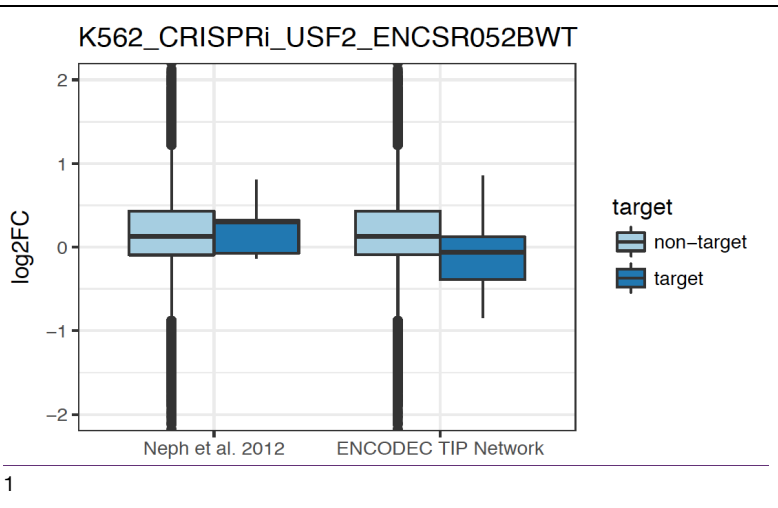 K562_CRISPRi_USF2_ENCSR052BWT
2
1
0
−1
−2
log2FC
Neph et al. 2012
ENCODEC TIP Network
target
non−target
target
1